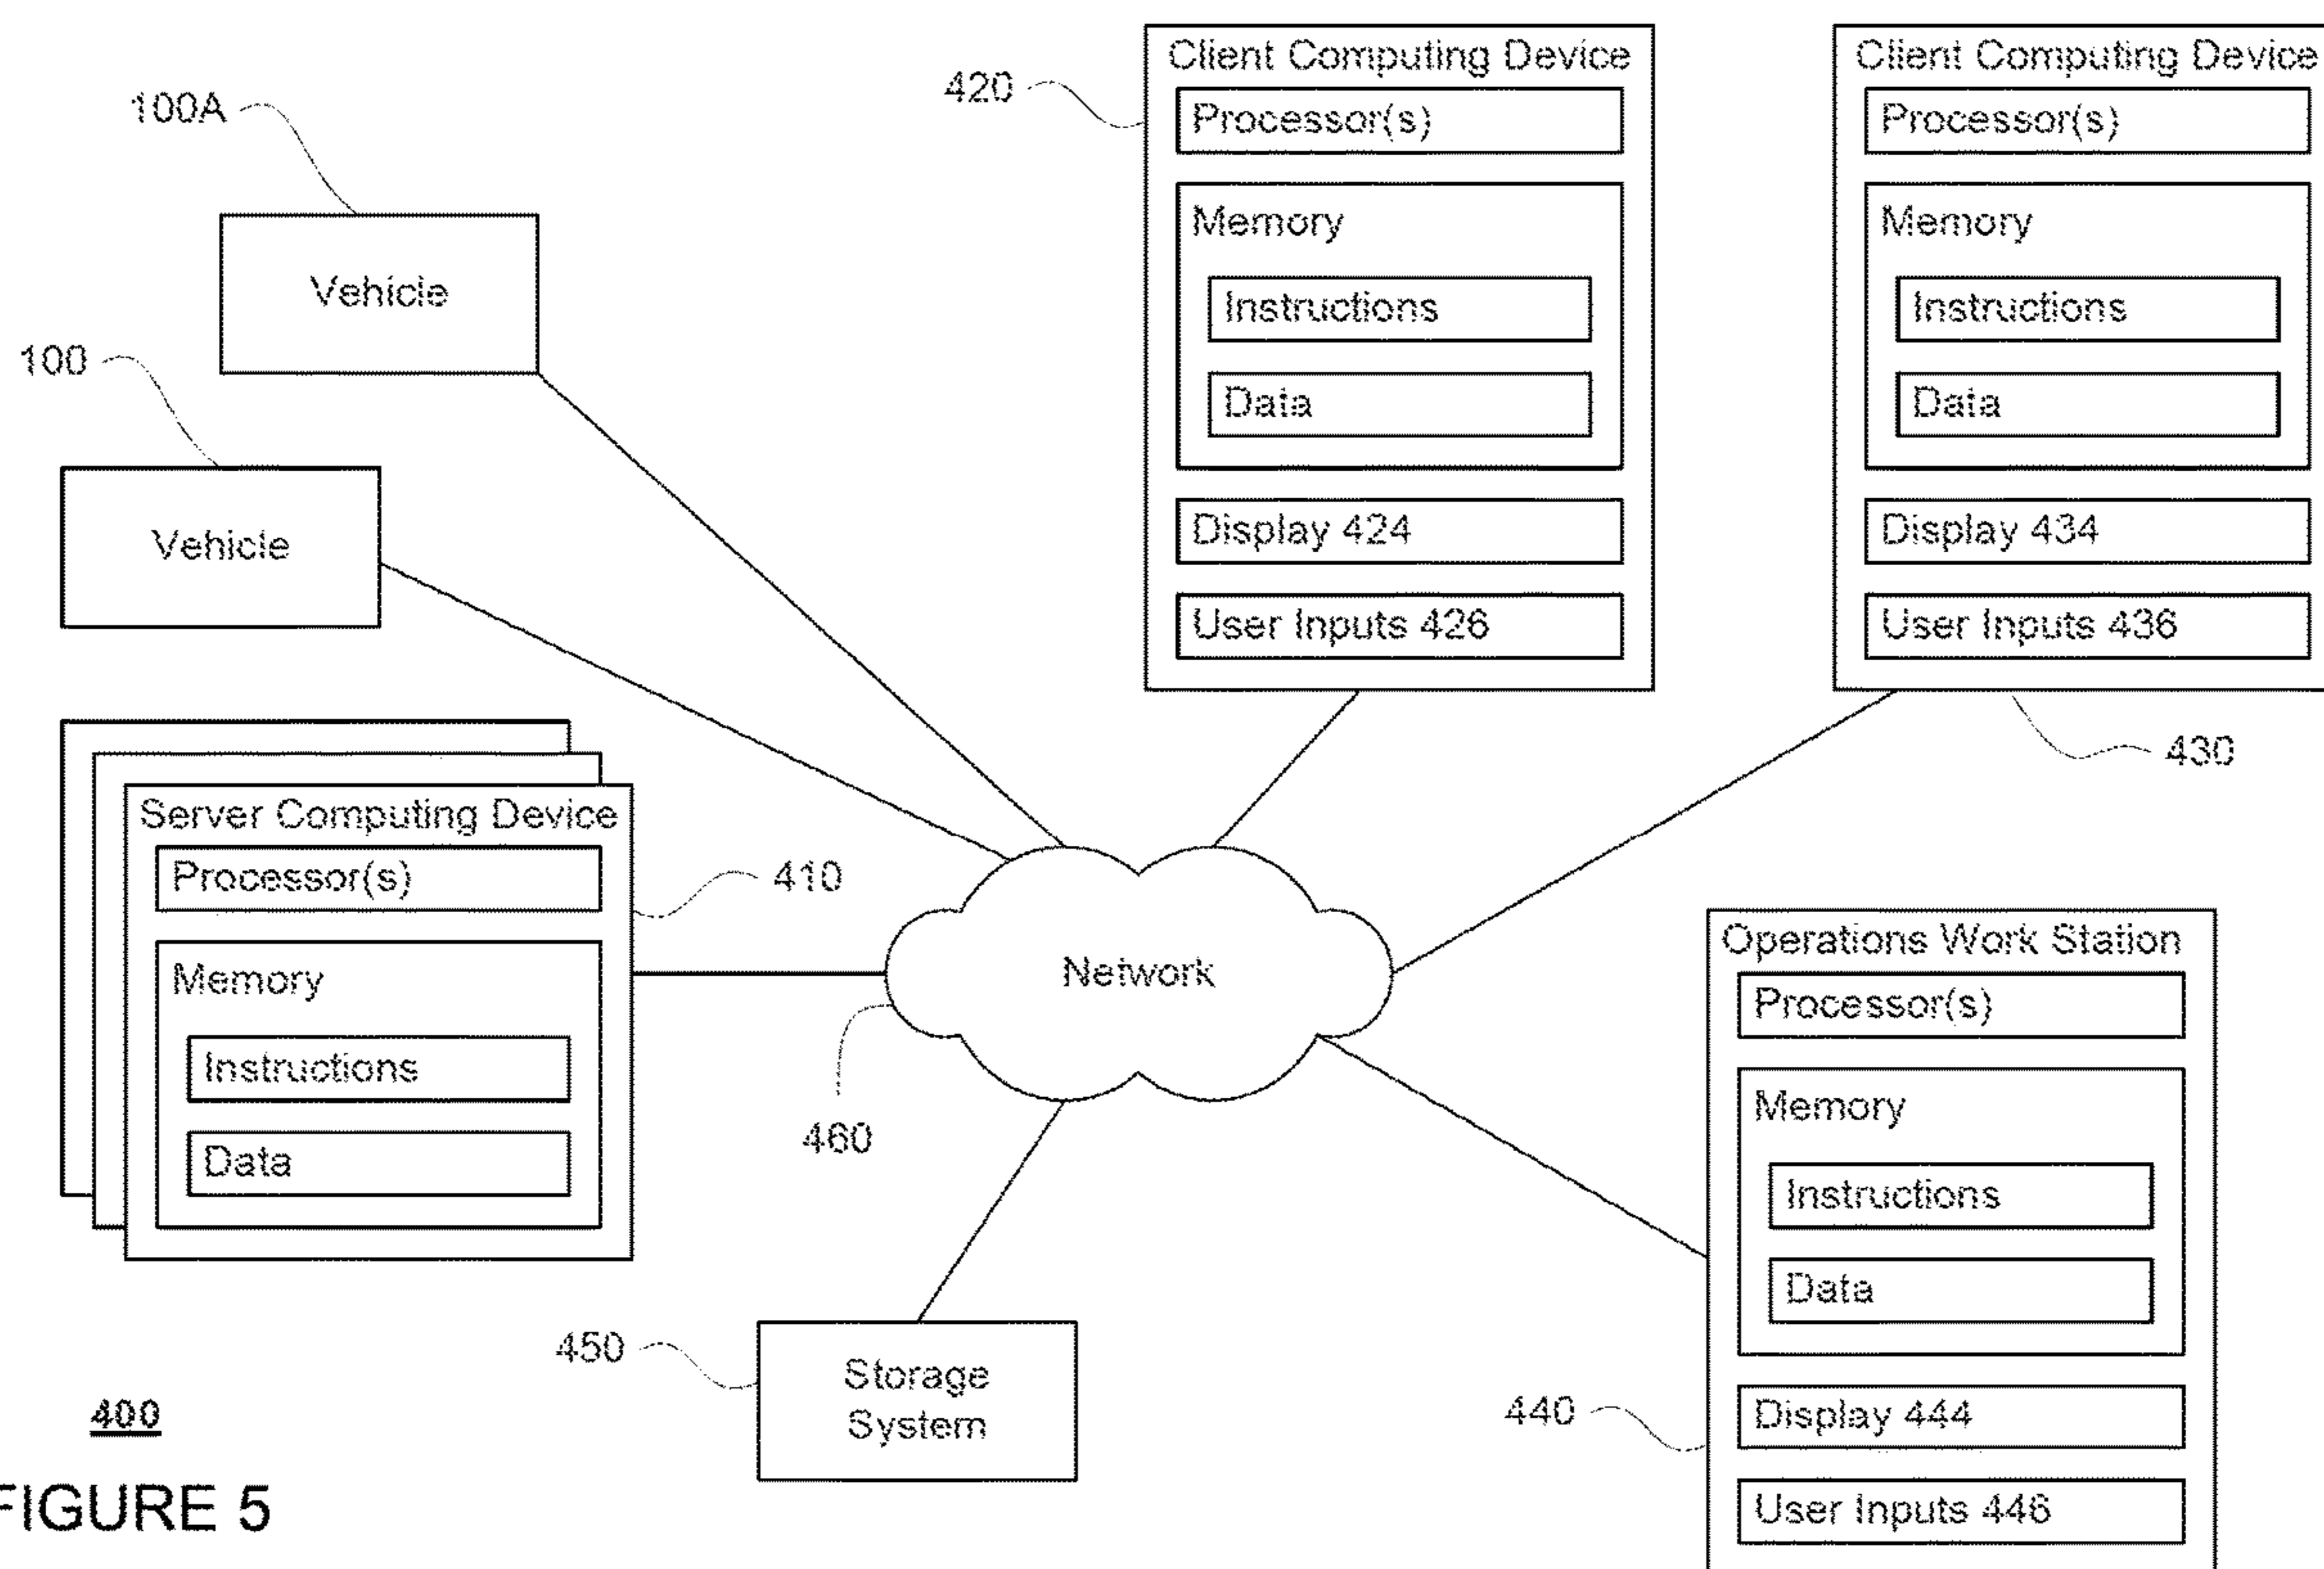 100A
Vehicle
100
Vehicle
420
Client Computing Device
Processor(s)
Memory
Instructions
Data
Display 424
User Inputs 426
Client Computing Device
Processor(s)
Memory
Instructions
Data
Display 434
User Inputs 436
430
Server Computing Device
Processor(s)
Memory
Instructions
Data
410
Network
460
Operations Work Station
Processor(s)
Memory
Instructions
Data
Display 444
User Inputs 446
440
450
Storage
System
400
FIGURE 5